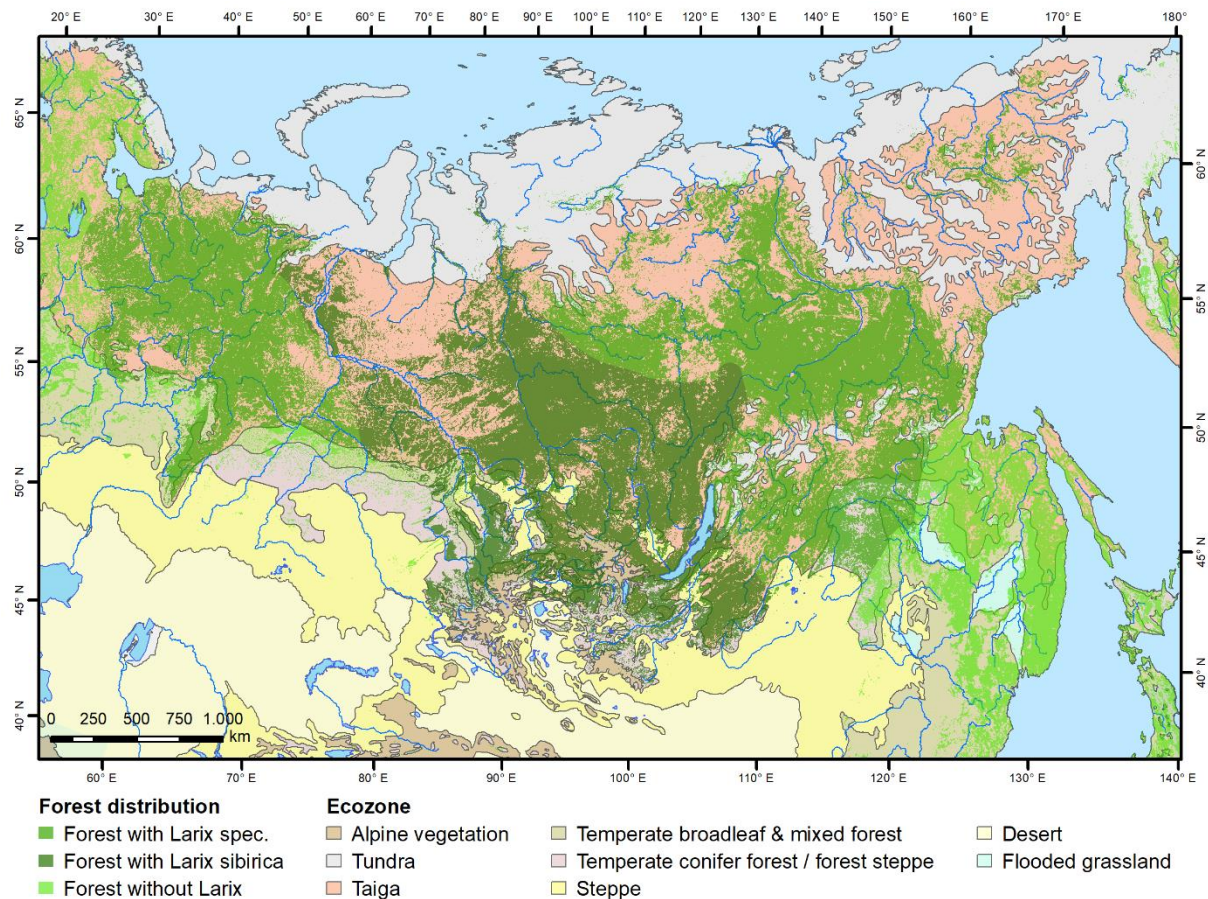 20° E 30° E 40° E 50° E 60° E 70° E 80° E 90° E 100° E 110° E 120° E 130° E 140° E 150° E 160° E 170° E 180° E
65° N 60° N
60° N 55° N
55° N 50° N
50° N 45° N
45° N 40° N
40° N
0 250 500 750 1.000
km
60° E 70° E 80° E 90° E 100° E 110° E 120° E 130° E 140° E
Forest distribution
Forest with Larix spec.
Forest with Larix sibirica
Forest without Larix
Ecozone
Alpine vegetation
Tundra
Taiga
Temperate broadleaf & mixed forest
Temperate conifer forest / forest steppe
Steppe
Desert
Flooded grassland